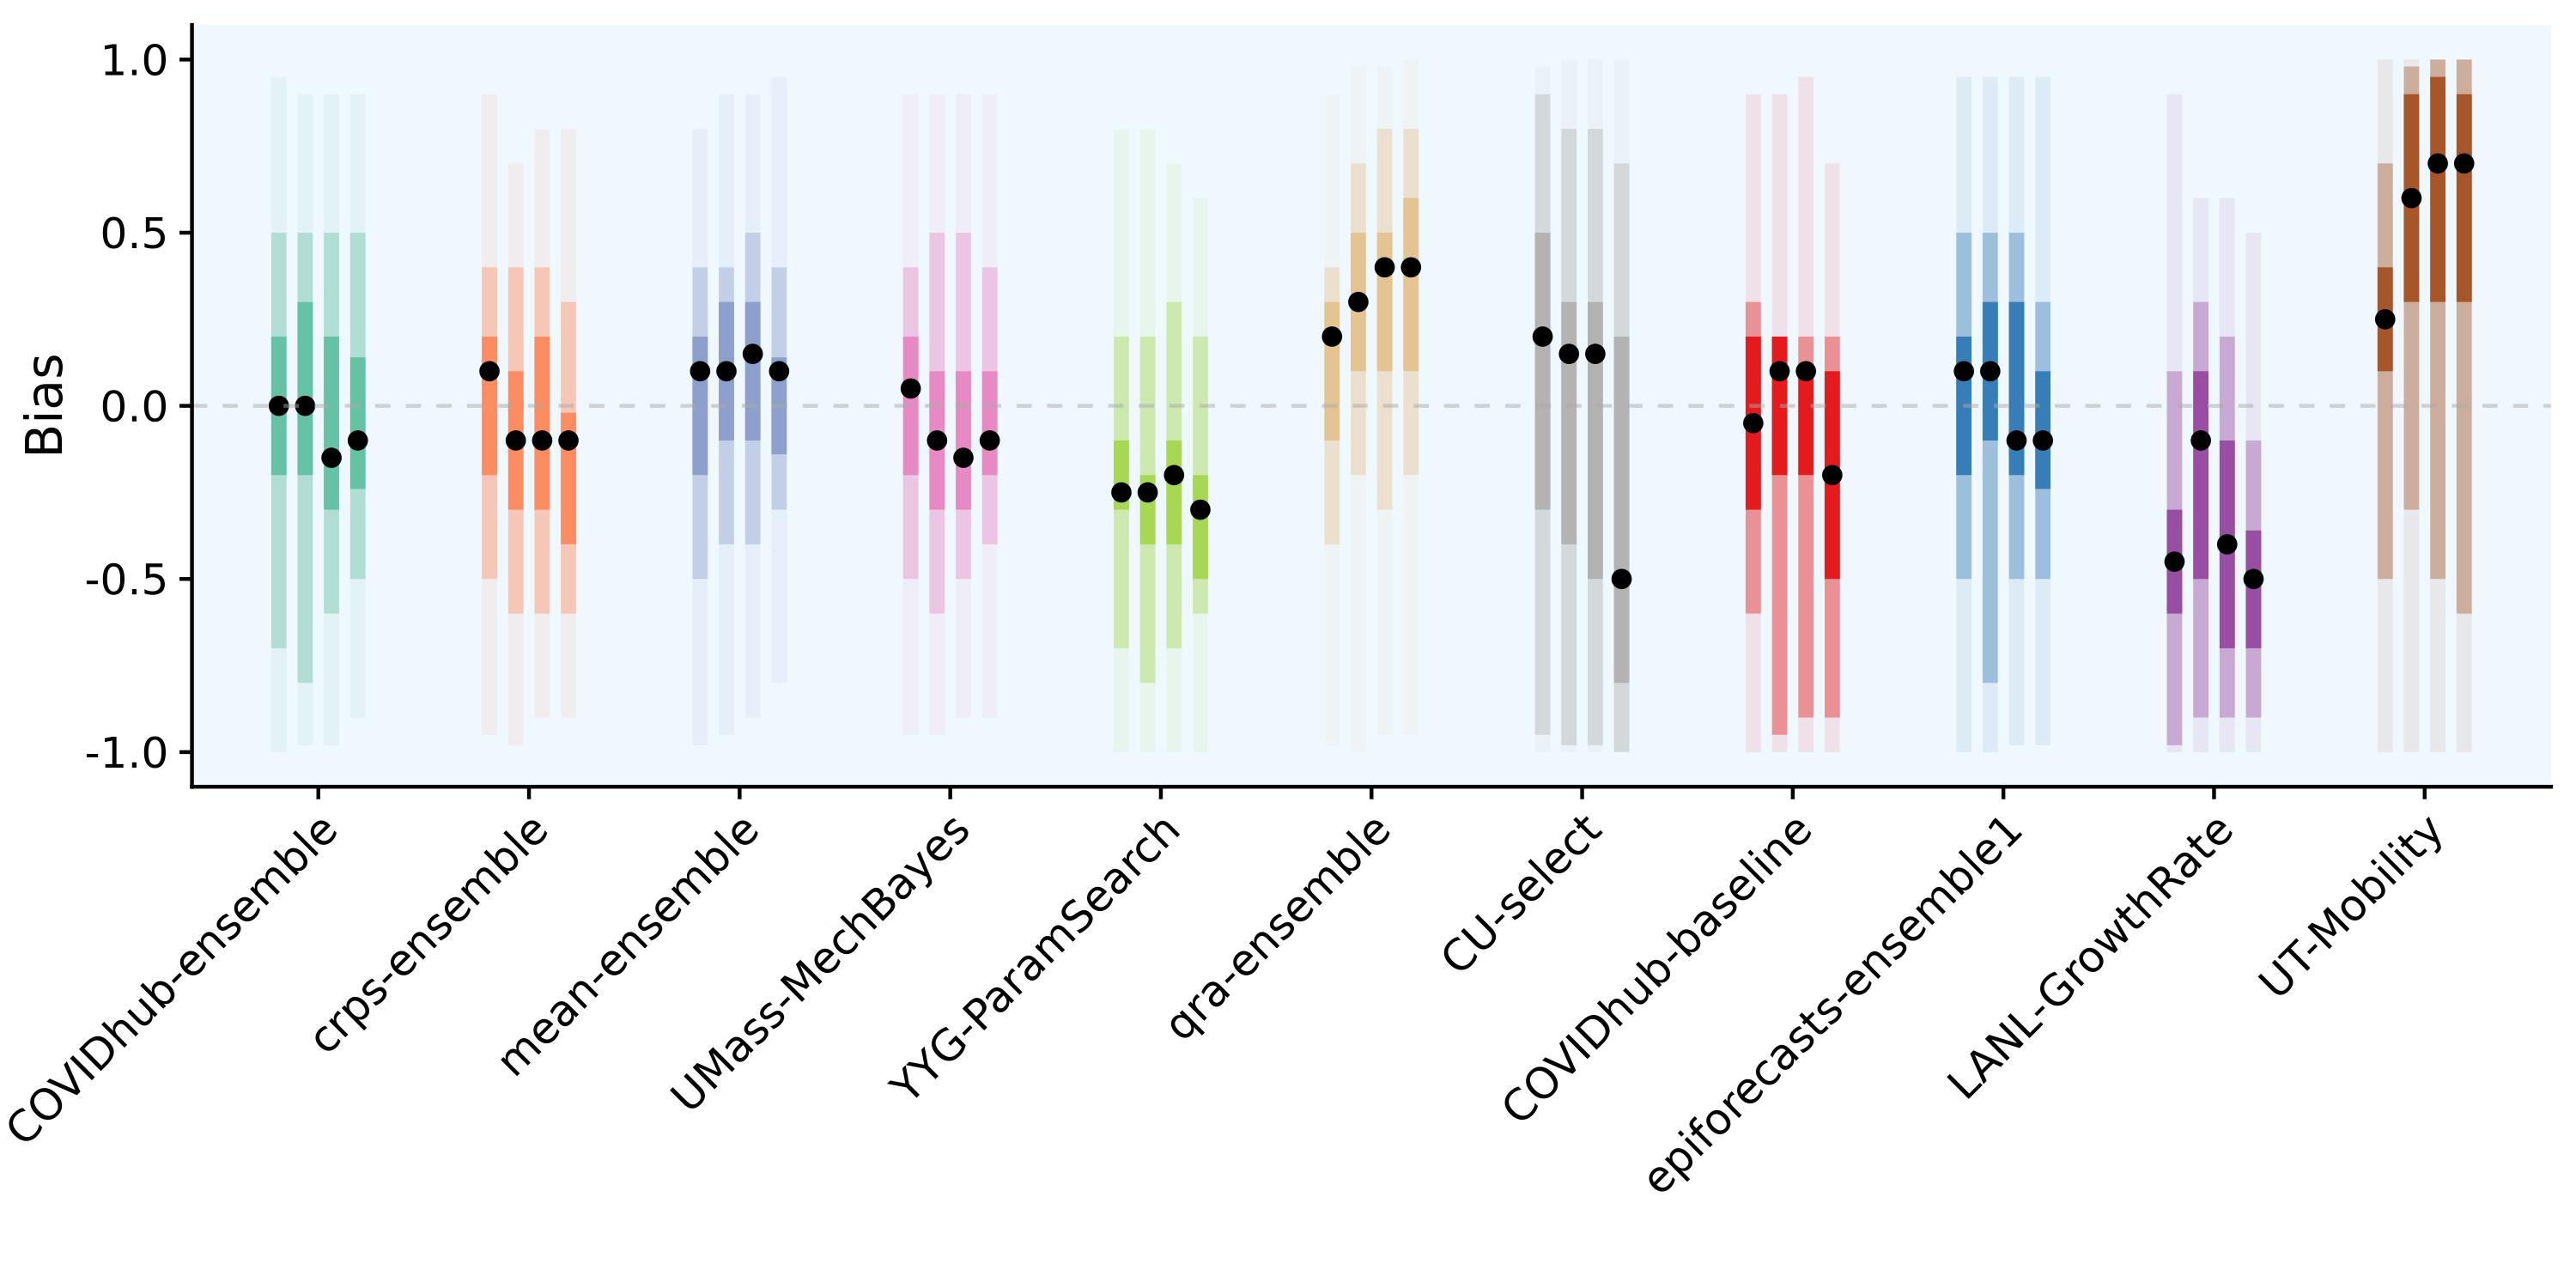 Bias
1.0
0.5
0.0
-0.5
-1.0
COVIDhub-ensemble
crps-ensemble
mean-ensemble
UMass-MechBayes
YYG-ParamSearch
qra-ensemble
CU-select
COVIDhub-baseline
epiforecasts-ensemble1
LANL-GrowthRate
UT-Mobility